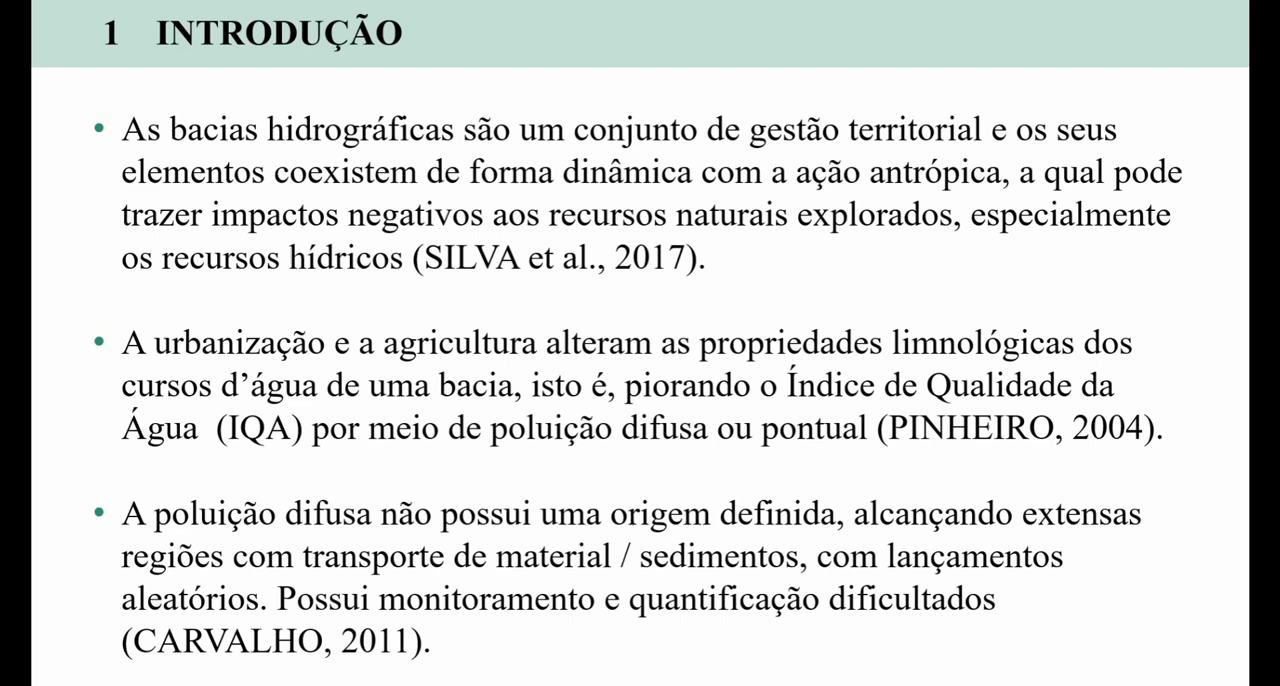 1 INTRODUÇÃO
• As bacias hidrográficas são um conjunto de gestão territorial e os seus
elementos coexistem de forma dinâmica com a ação antrópica, a qual pode
trazer impactos negativos aos recursos naturais explorados, especialmente
os recursos hídricos (SILVA et al., 2017).
• A urbanização e a agricultura alteram as propriedades limnológicas dos
cursos d’água de uma bacia, isto é, piorando o Índice de Qualidade da
Água (IQA) por meio de poluição difusa ou pontual (PINHEIRO, 2004).
• A poluição difusa não possui uma origem definida, alcançando extensas
regiões com transporte de material / sedimentos, com lançamentos
aleatórios. Possui monitoramento e quantificação dificultados
(CARVALHO, 2011).